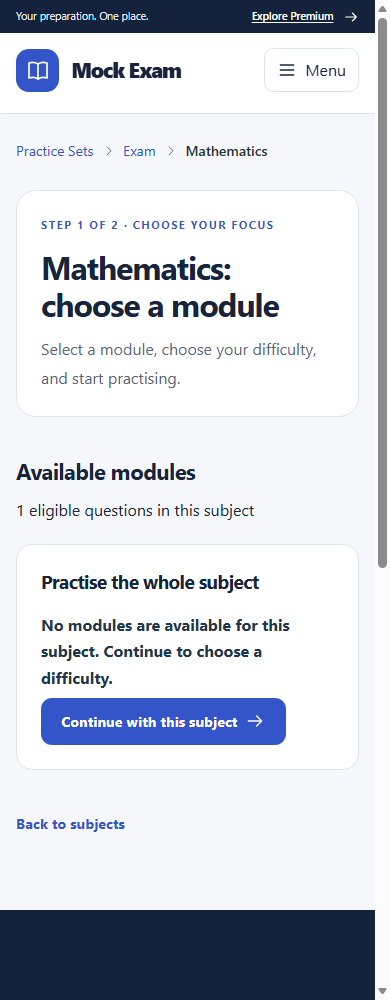 Your preparation. One place.
Explore Premium →
Mock Exam
Menu
Practice Sets > Exam > Mathematics
STEP 1 OF 2 · CHOOSE YOUR FOCUS
Mathematics:
choose a module
Select a module, choose your difficulty,
and start practising.
Available modules
1 eligible questions in this subject
Practise the whole subject
No modules are available for this
subject. Continue to choose a
difficulty.
Continue with this subject →
Back to subjects